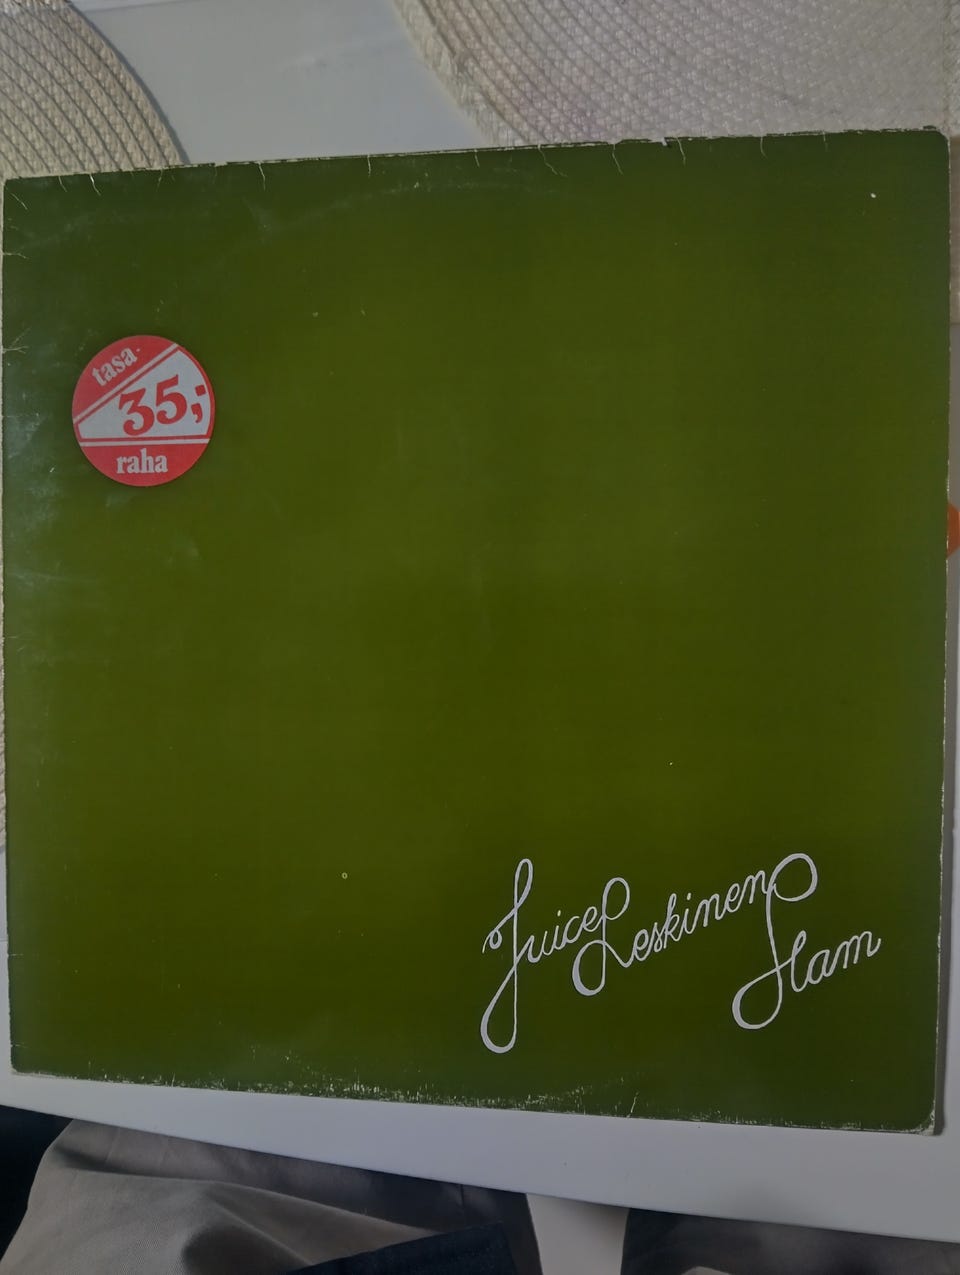 tasa-
35,-
raha
Juice Leskinen
Slam